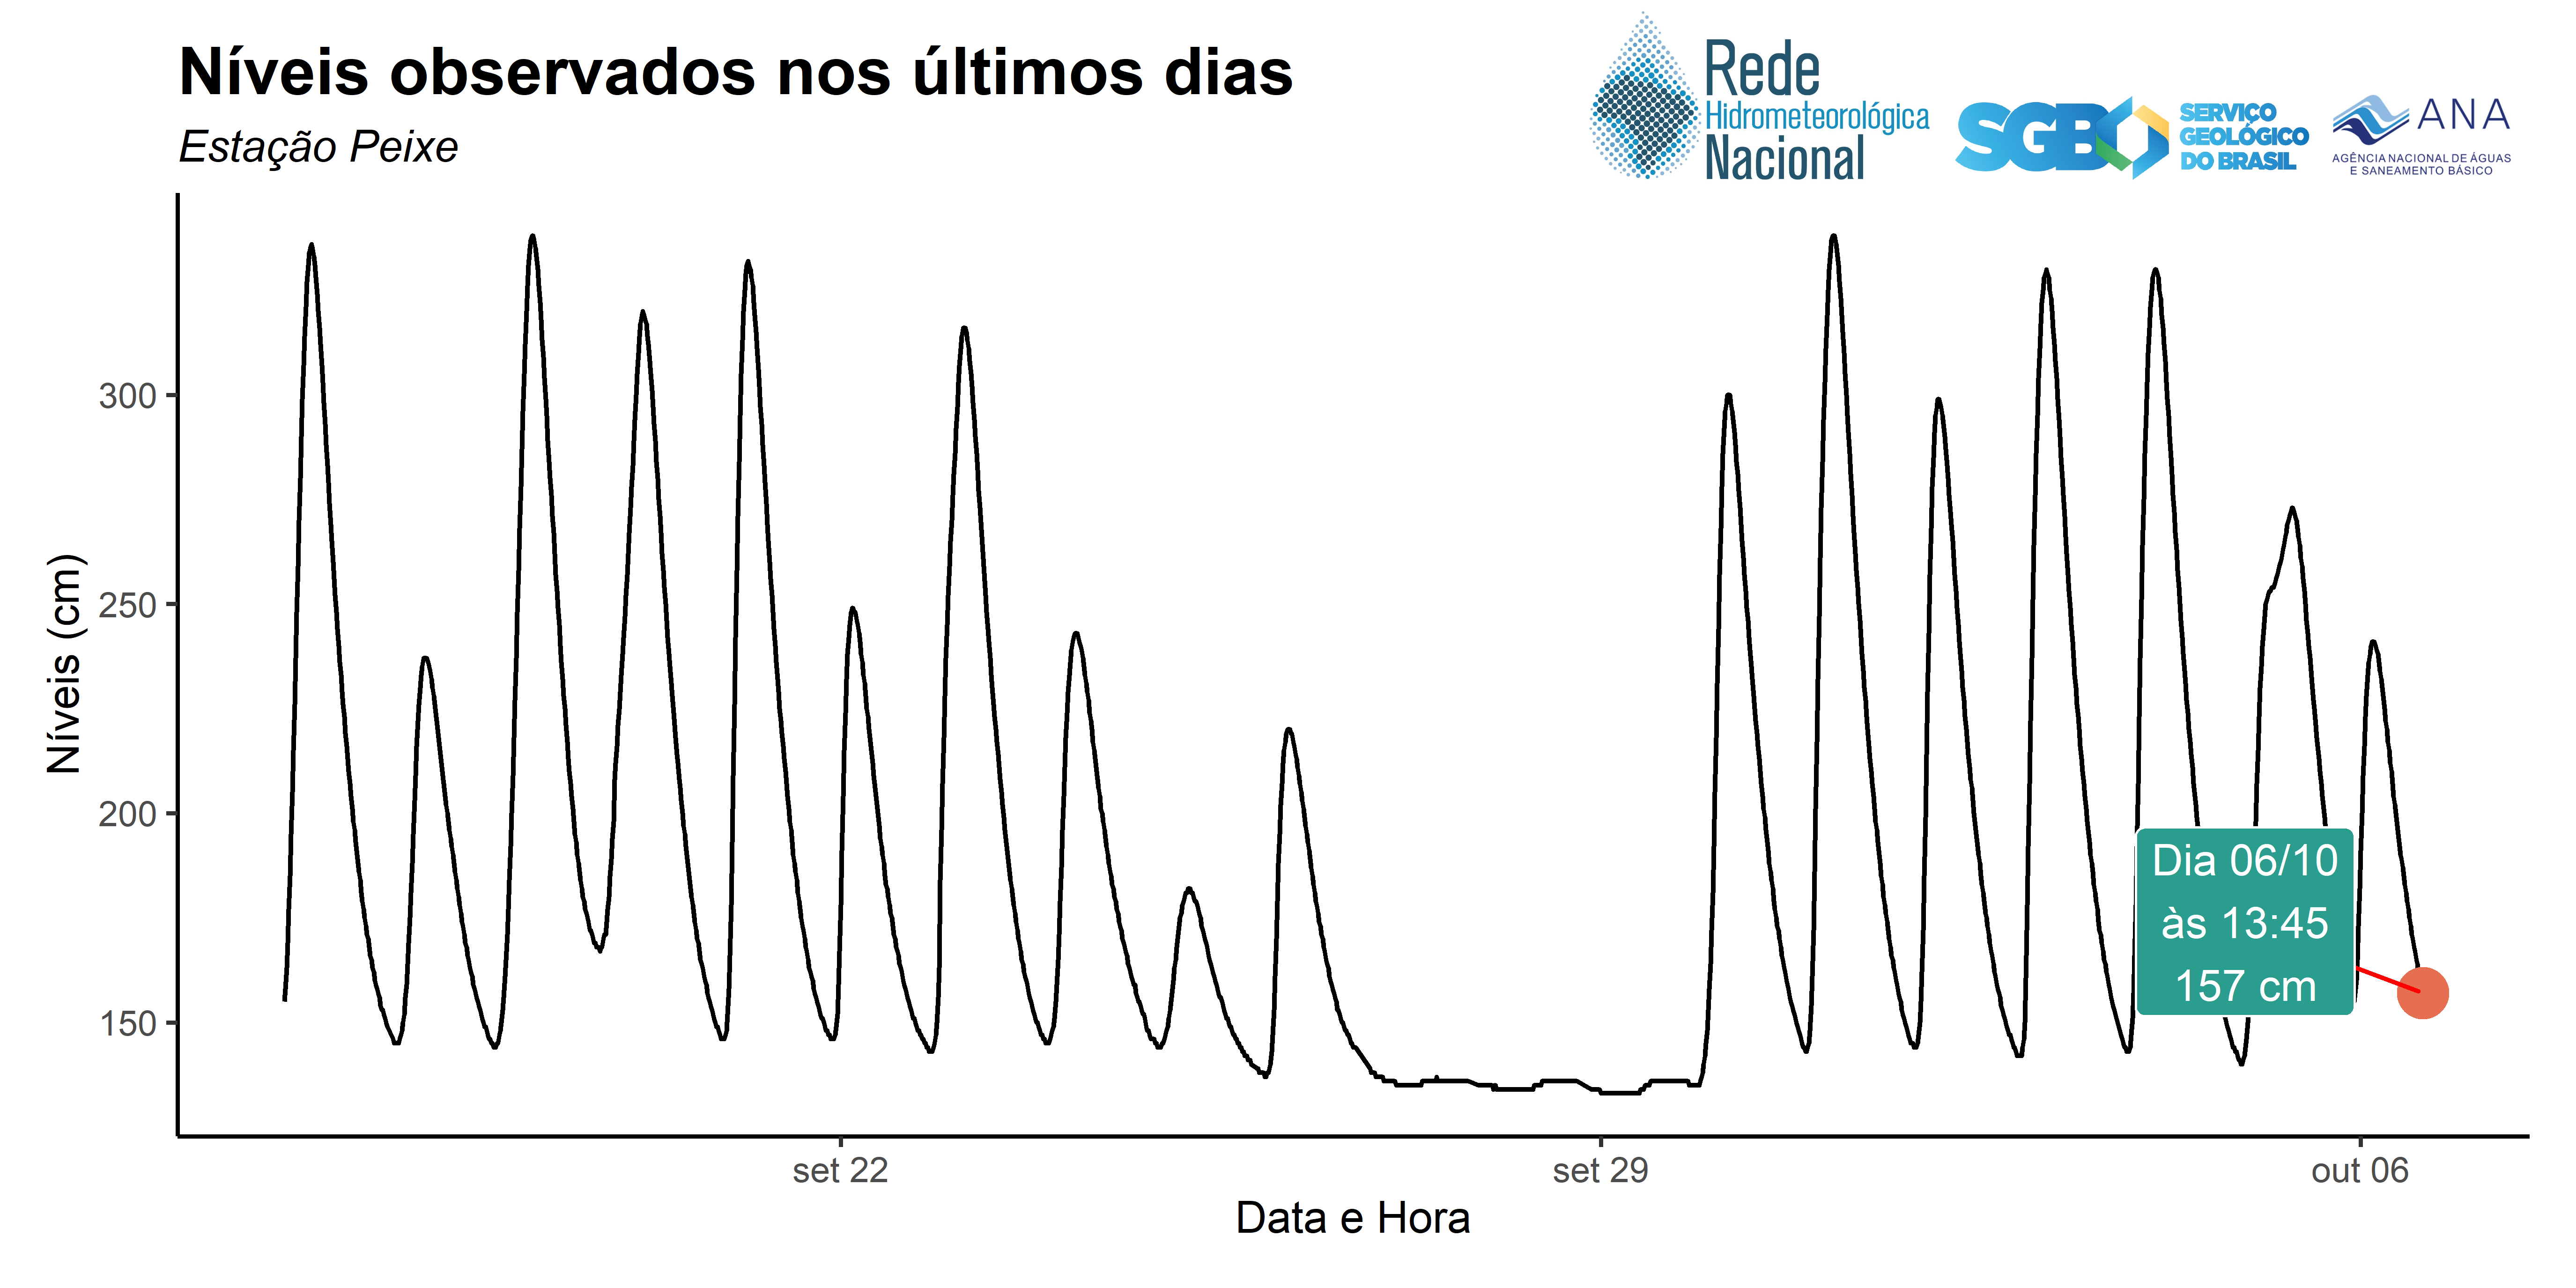 Níveis observados nos últimos dias
Estação Peixe
Rede
Hidrometeorológica
Nacional
SGB
SERVIÇO
GEOLÓGICO
DO BRASIL
ANA
AGÊNCIA NACIONAL DE ÁGUAS
E SANEAMENTO BÁSICO
Níveis (cm)
300
250
200
150
Dia 06/10
às 13:45
157 cm
set 22
set 29
out 06
Data e Hora